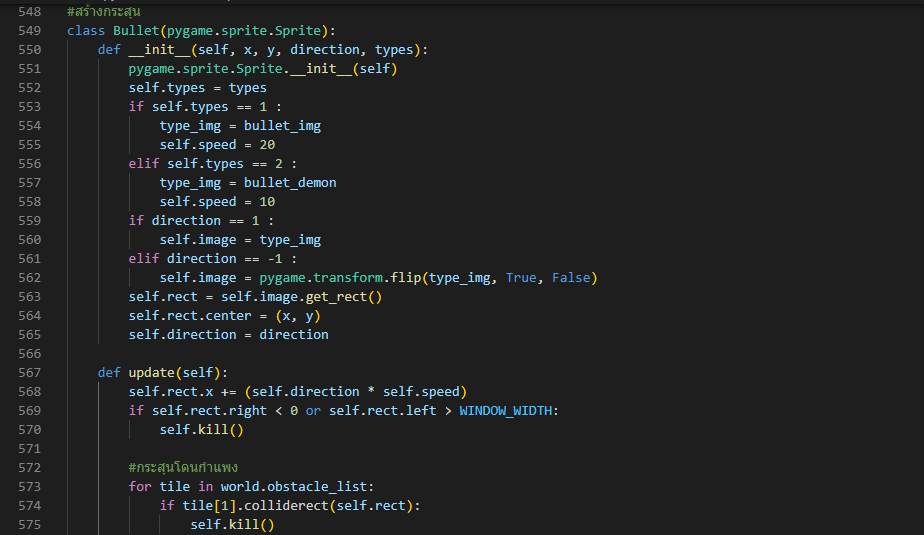 548 #สร้างกระสุน
549 class Bullet(pygame.sprite.Sprite):
550     def __init__(self, x, y, direction, types):
551         pygame.sprite.Sprite.__init__(self)
552         self.types = types
553         if self.types == 1 :
554             type_img = bullet_img
555             self.speed = 20
556         elif self.types == 2 :
557             type_img = bullet_demon
558             self.speed = 10
559         if direction == 1 :
560             self.image = type_img
561         elif direction == -1 :
562             self.image = pygame.transform.flip(type_img, True, False)
563         self.rect = self.image.get_rect()
564         self.rect.center = (x, y)
565         self.direction = direction
566
567     def update(self):
568         self.rect.x += (self.direction * self.speed)
569         if self.rect.right < 0 or self.rect.left > WINDOW_WIDTH:
570             self.kill()
571
572         #กระสุนโดนกำแพง
573         for tile in world.obstacle_list:
574             if tile[1].colliderect(self.rect):
575                 self.kill()